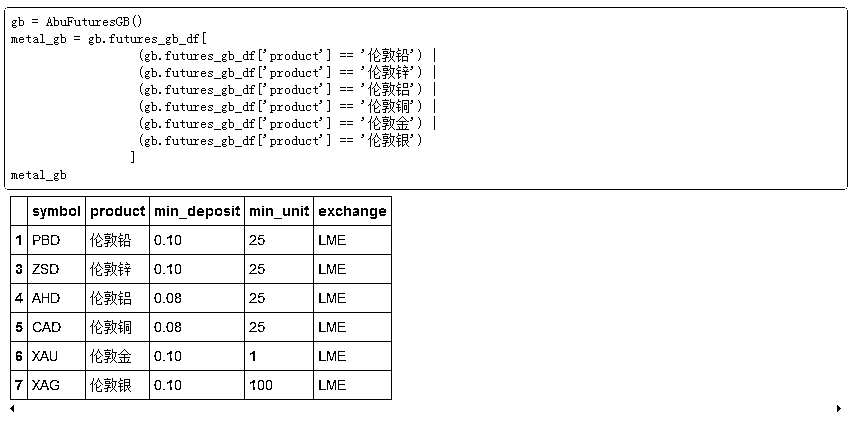 gb = AbuFuturesGB()
metal_gb = gb.futures_gb_df[
(gb.futures_gb_df['product'] == '伦敦铅') |
(gb.futures_gb_df['product'] == '伦敦锌') |
(gb.futures_gb_df['product'] == '伦敦铝') |
(gb.futures_gb_df['product'] == '伦敦铜') |
(gb.futures_gb_df['product'] == '伦敦金') |
(gb.futures_gb_df['product'] == '伦敦银')
]
metal_gb
symbol product min_deposit min_unit exchange
1 PBD 伦敦铅 0.10 25 LME
3 ZSD 伦敦锌 0.10 25 LME
4 AHD 伦敦铝 0.08 25 LME
5 CAD 伦敦铜 0.08 25 LME
6 XAU 伦敦金 0.10 1 LME
7 XAG 伦敦银 0.10 100 LME